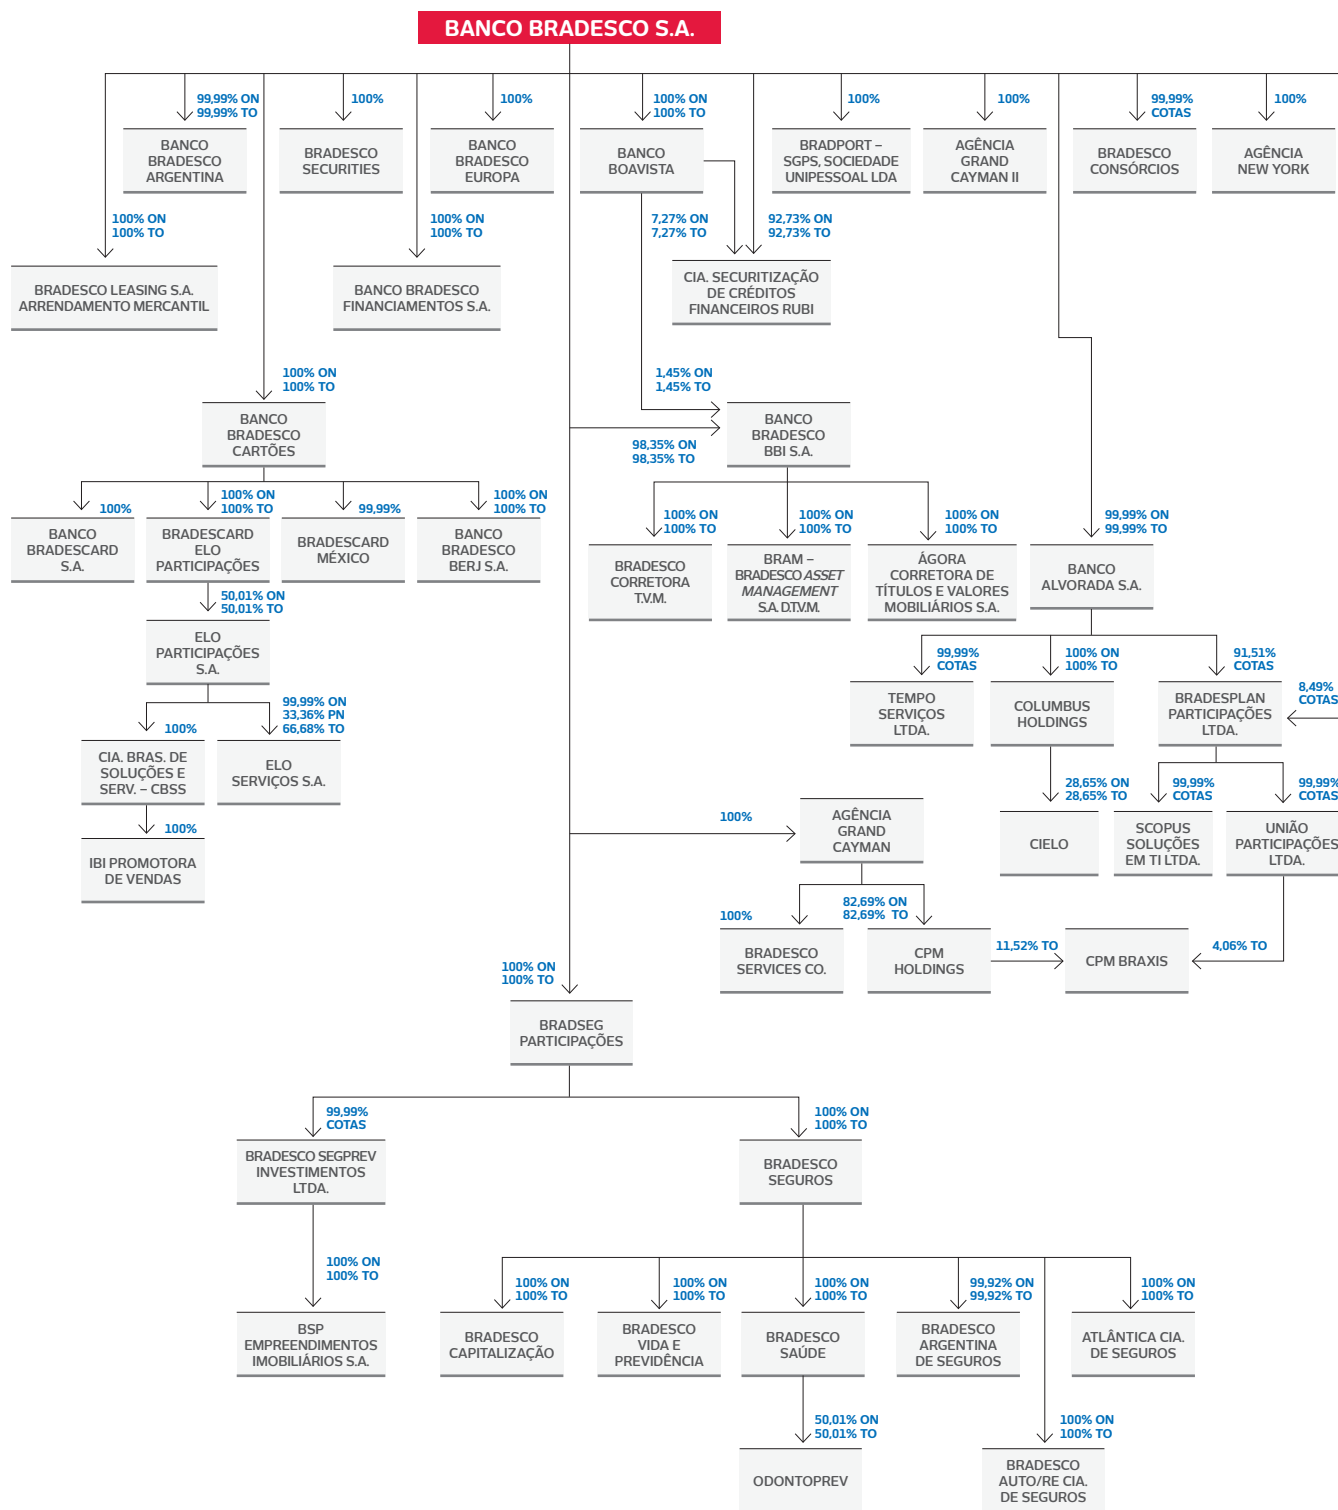 BANCO BRADESCO S.A.
99,99% ON
99,99% TO
100%
100%
100% ON
100% TO
100%
100%
99,99%
COTAS
100%
BANCO
BRADESCO
ARGENTINA
BRADESCO
SECURITIES
BANCO
BRADESCO
EUROPA
BANCO
BOAVISTA
BRADPORT –
SGPS, SOCIEDADE
UNIPESSOAL LDA
AGÊNCIA
GRAND
CAYMAN II
BRADESCO
CONSÓRCIOS
AGÊNCIA
NEW YORK
100% ON
100% TO
100% ON
100% TO
7,27% ON
7,27% TO
92,73% ON
92,73% TO
BRADESCO LEASING S.A.
ARRENDAMENTO MERCANTIL
BANCO BRADESCO
FINANCIAMENTOS S.A.
CIA. SECURITIZAÇÃO
DE CRÉDITOS
FINANCEIROS RUBI
100% ON
100% TO
1,45% ON
1,45% TO
BANCO
BRADESCO
CARTÕES
BANCO
BRADESCO
BBI S.A.
98,35% ON
98,35% TO
100%
100% ON
100% TO
99,99%
100% ON
100% TO
100% ON
100% TO
100% ON
100% TO
100% ON
100% TO
99,99% ON
99,99% TO
BANCO
BRADESCARD
S.A.
BRADESCARD
ELO
PARTICIPAÇÕES
BRADESCARD
MÉXICO
BANCO
BRADESCO
BERJ S.A.
BRADESCO
CORRETORA
T.V.M.
BRAM –
BRADESCO ASSET
MANAGEMENT
S.A. D.T.V.M.
ÁGORA
CORRETORA DE
TÍTULOS E VALORES
MOBILIÁRIOS S.A.
BANCO
ALVORADA S.A.
50,01% ON
50,01% TO
ELO
PARTICIPAÇÕES
S.A.
99,99%
COTAS
100% ON
100% TO
91,51%
COTAS
8,49%
COTAS
TEMPO
SERVIÇOS
LTDA.
COLUMBUS
HOLDINGS
BRADESPLAN
PARTICIPAÇÕES
LTDA.
100%
99,99% ON
33,36% PN
66,68% TO
CIA. BRAS. DE
SOLUÇÕES E
SERV. – CBSS
ELO
SERVIÇOS S.A.
28,65% ON
28,65% TO
99,99%
COTAS
99,99%
COTAS
100%
100%
AGÊNCIA
GRAND
CAYMAN
CIELO
SCOPUS
SOLUÇÕES
EM TI LTDA.
UNIÃO
PARTICIPAÇÕES
LTDA.
IBI PROMOTORA
DE VENDAS
100%
82,69% ON
82,69% TO
BRADESCO
SERVICES CO.
CPM
HOLDINGS
11,52% TO
CPM BRAXIS
4,06% TO
100% ON
100% TO
BRADSEG
PARTICIPAÇÕES
99,99%
COTAS
100% ON
100% TO
BRADESCO SEGPREV
INVESTIMENTOS
LTDA.
BRADESCO
SEGUROS
100% ON
100% TO
100% ON
100% TO
100% ON
100% TO
100% ON
100% TO
99,92% ON
99,92% TO
100% ON
100% TO
BSP
EMPREENDIMENTOS
IMOBILIÁRIOS S.A.
BRADESCO
CAPITALIZAÇÃO
BRADESCO
VIDA E
PREVIDÊNCIA
BRADESCO
SAÚDE
BRADESCO
ARGENTINA
DE SEGUROS
ATLÂNTICA CIA.
DE SEGUROS
50,01% ON
50,01% TO
100% ON
100% TO
ODONTOPREV
BRADESCO
AUTO/RE CIA.
DE SEGUROS